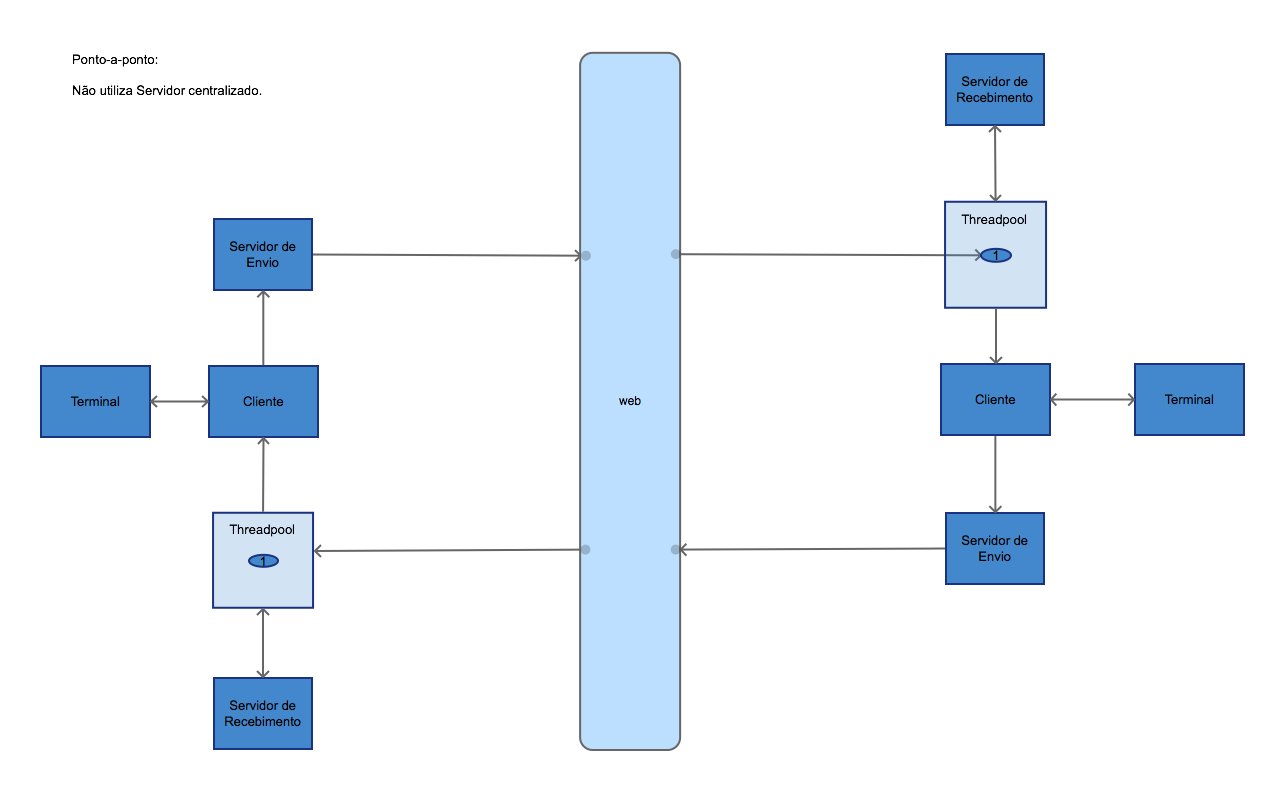 Ponto-a-ponto:
Não utiliza Servidor centralizado.
Servidor de
Recebimento
Threadpool
1
Servidor de
Envio
Terminal
Cliente
web
Cliente
Terminal
Threadpool
1
Servidor de
Envio
Servidor de
Recebimento